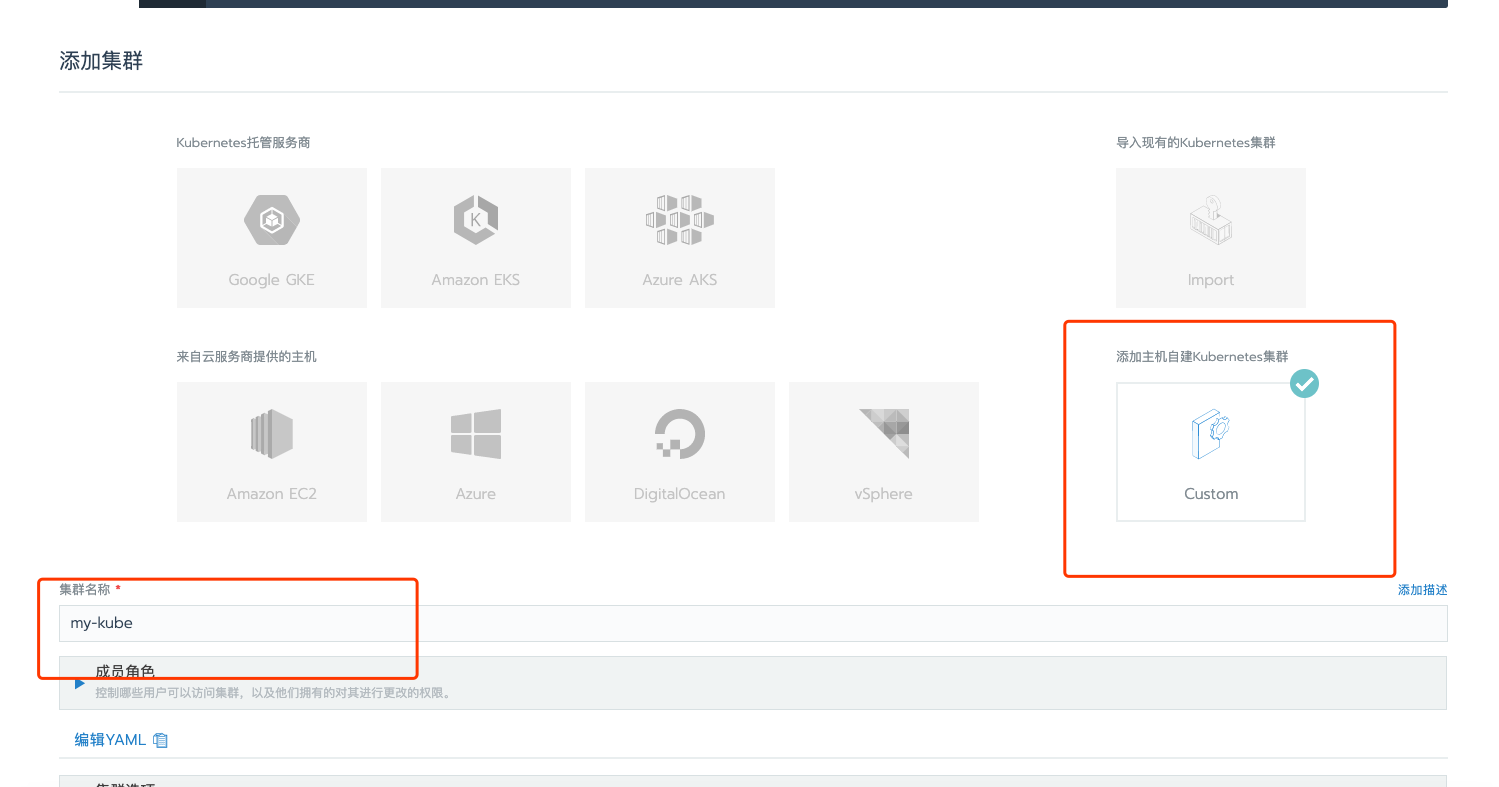 添加集群
Kubernetes托管服务商
导入现有的Kubernetes集群
Google GKE
Amazon EKS
Azure AKS
Import
来自云服务商提供的主机
添加主机自建Kubernetes集群
Amazon EC2
Azure
DigitalOcean
vSphere
Custom
集群名称 *
添加描述
my-kube
成员角色
控制哪些用户可以访问集群，以及他们拥有的对其进行更改的权限。
编辑YAML
集群选项